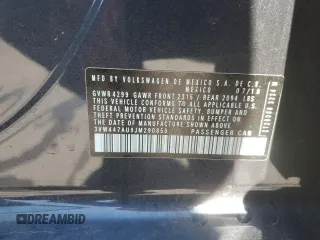 MFD BY VOLKSWAGEN DE MEXICO S.A. DE C.V.
MEXICO 07/18
GVWR 4299 GAWR FRONT 2315 / REAR 2094 LBS
THIS VEHICLE CONFORMS TO ALL APPLICABLE U.S.
FEDERAL MOTOR VEHICLE SAFETY, BUMPER AND
THEFT PREVENTION STANDARDS IN EFFECT ON
THE DATE OF MANUFACTURE SHOWN ABOVE
PASSENGER CAR
DREAMBID